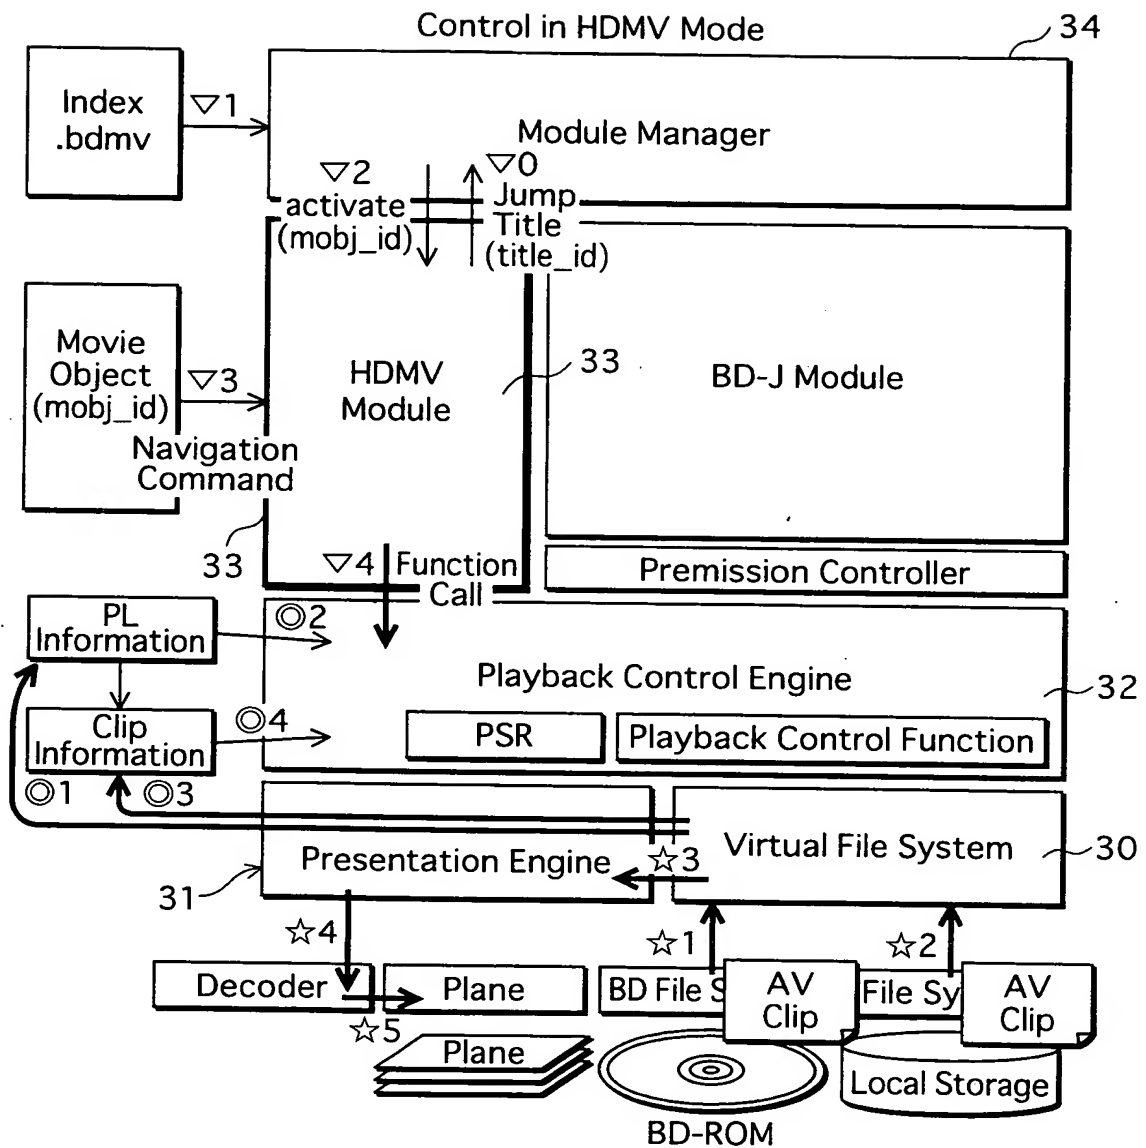 Control in HDMV Mode
34
Index
.bdmv
▽1
Module Manager
▽2
activate
(mobj_id)
▽0
Jump
Title
(title_id)
Movie
Object
(mobj_id)
▽3
Navigation
Command
HDMV
Module
33
BD-J Module
33
▽4
Function
Call
Premission Controller
PL
Information
◎2
Playback Control Engine
32
Clip
Information
◎4
PSR
Playback Control Function
◎1
◎3
Presentation Engine
☆3
Virtual File System
30
31
☆4
☆1
☆2
Decoder
Plane
BD File S
AV
Clip
File Sy
AV
Clip
☆5
Plane
Local Storage
BD-ROM